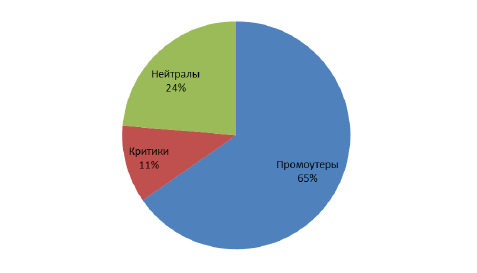 Нейтралы
24%
Критики
11%
Промоутеры
65%